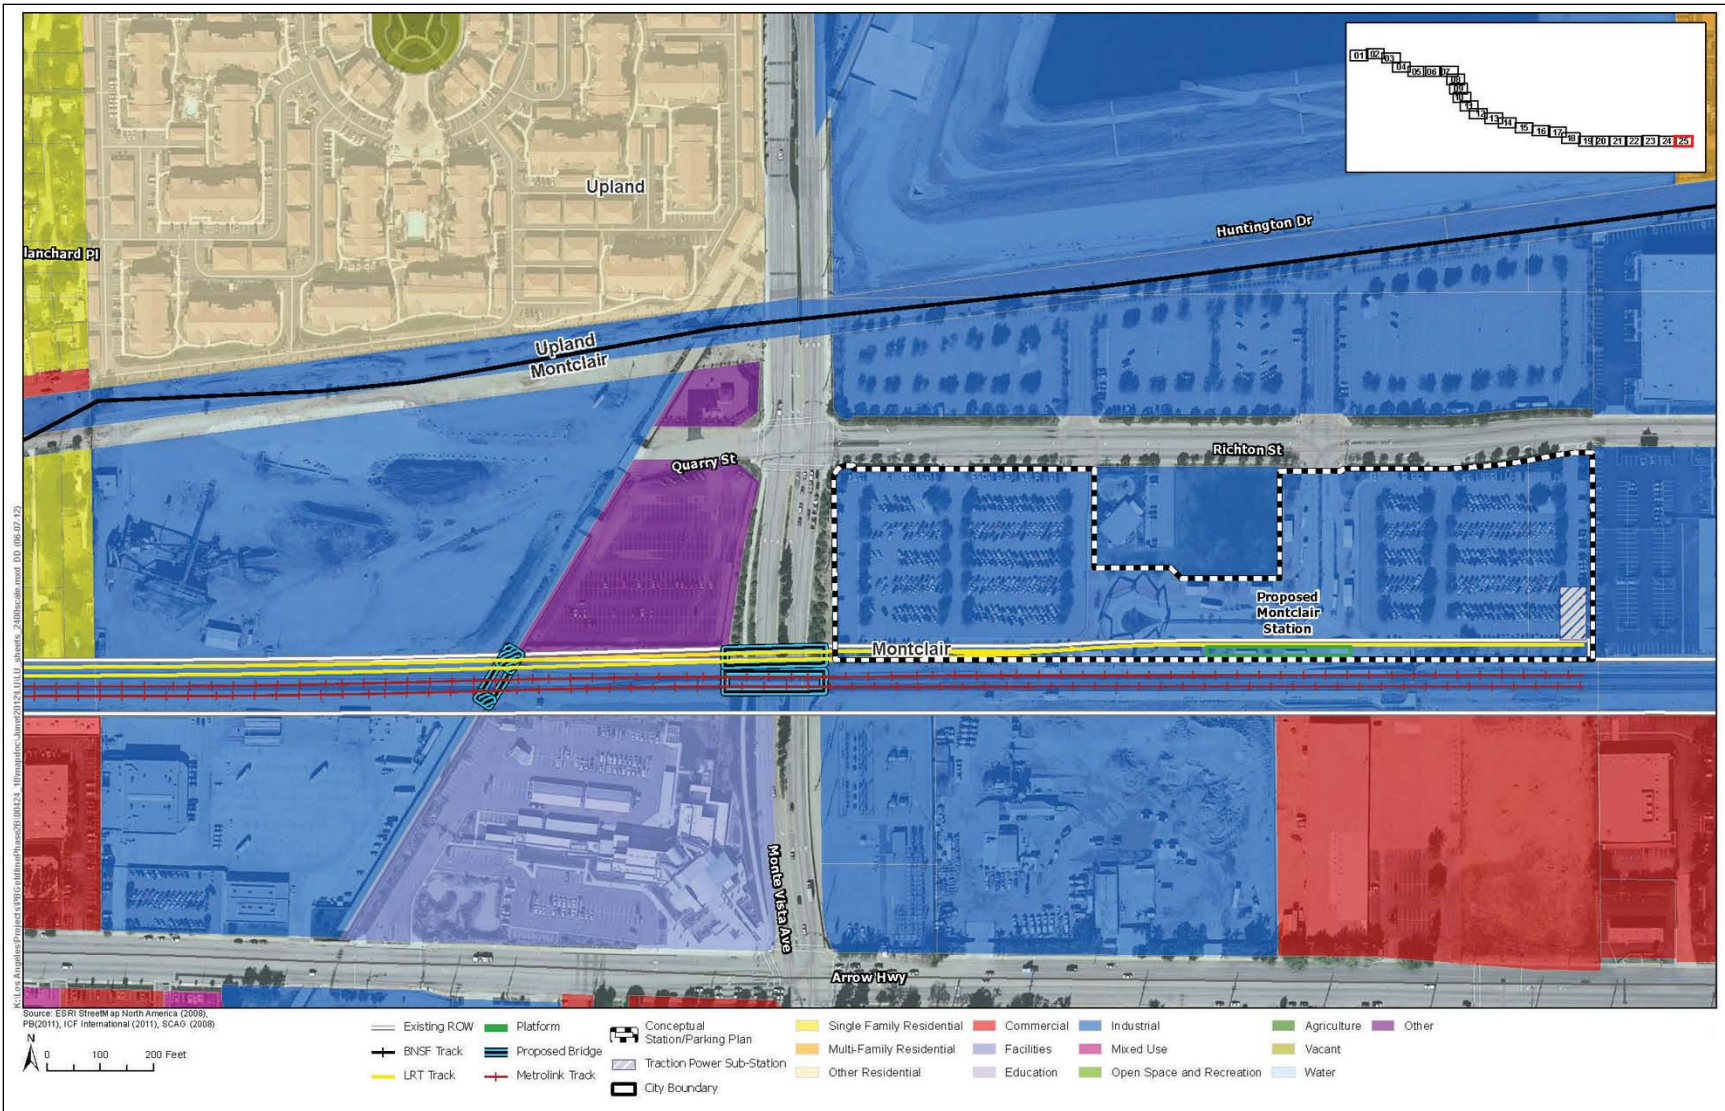 01
02
03
04
05
06
07
08
09
10
11
12
13
14
15
16
17
18
19
20
21
22
23
24
25
Upland
Huntington Dr
lanchard Pl
Upland
Montclair
Richton St
Quarry St
Proposed
Montclair
Station
Montclair
Monte Vista Ave
Arrow Hwy
Source: ESRI StreetMap North America (2008),
PB(2011), ICF International (2011), SCAG (2008)
N
0 100 200 Feet
Existing ROW
BNSF Track
LRT Track
Platform
Proposed Bridge
Metrolink Track
Conceptual
Station/Parking Plan
Traction Power Sub-Station
City Boundary
Single Family Residential
Multi-Family Residential
Other Residential
Commercial
Facilities
Education
Industrial
Mixed Use
Open Space and Recreation
Agriculture
Vacant
Water
Other